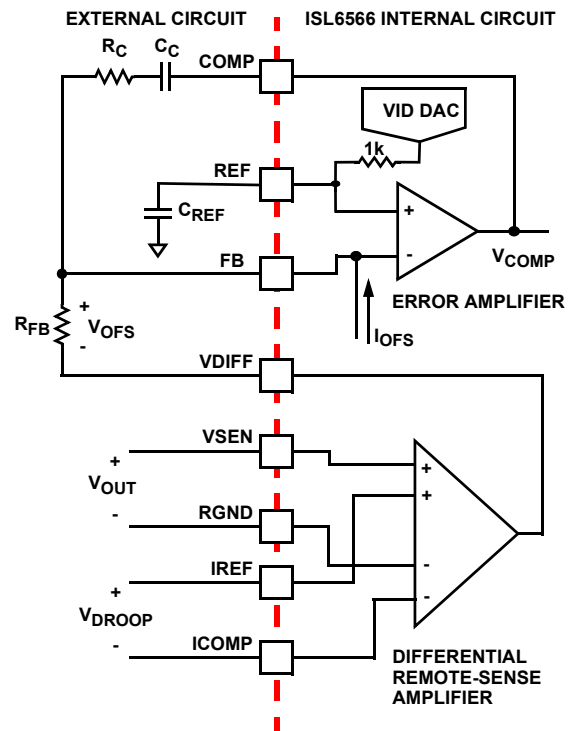 EXTERNAL CIRCUIT
ISL6566 INTERNAL CIRCUIT
RC
CC
COMP
VID DAC
1k
REF
CREF
+
-
FB
VCOMP
ERROR AMPLIFIER
IOFS
RFB
+
VOFS
-
VDIFF
VSEN
+
VOUT
-
RGND
IREF
+
VDROOP
-
ICOMP
+
+
-
-
DIFFERENTIAL
REMOTE-SENSE
AMPLIFIER